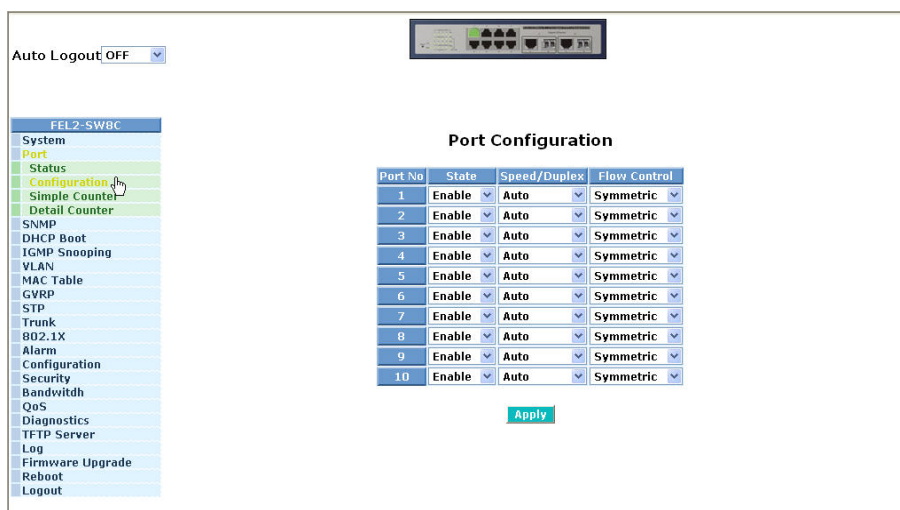 Auto Logout OFF
FEL2-SW8C
System
Port
Status
Configuration
Simple Counter
Detail Counter
SNMP
DHCP Boot
IGMP Snooping
VLAN
MAC Table
GVRP
STP
Trunk
802.1X
Alarm
Configuration
Security
Bandwitdh
QoS
Diagnostics
TFTP Server
Log
Firmware Upgrade
Reboot
Logout
Port Configuration
Port No State Speed/Duplex Flow Control
1 Enable Auto Symmetric
2 Enable Auto Symmetric
3 Enable Auto Symmetric
4 Enable Auto Symmetric
5 Enable Auto Symmetric
6 Enable Auto Symmetric
7 Enable Auto Symmetric
8 Enable Auto Symmetric
9 Enable Auto Symmetric
10 Enable Auto Symmetric
Apply